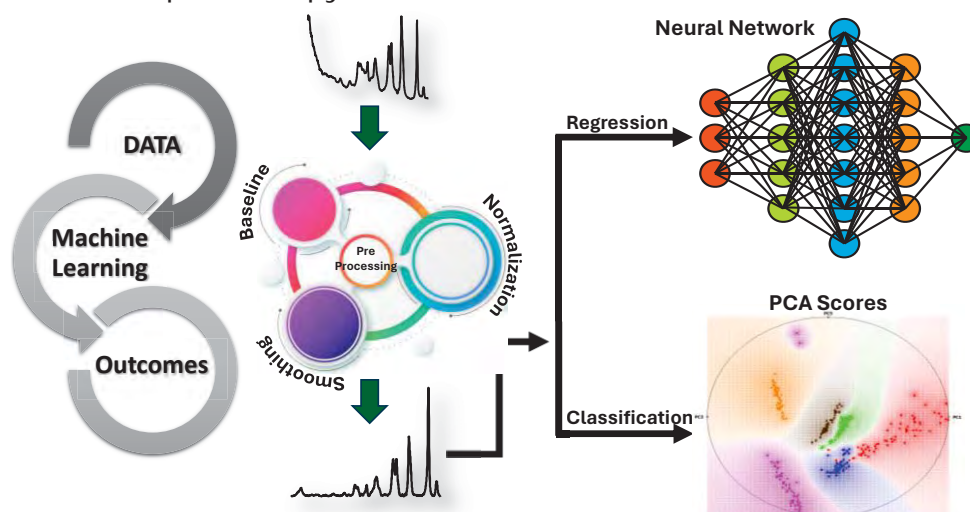 Neural Network
DATA
Regression
Baseline
Normalization
Machine
Learning
Pre
Processing
PCA Scores
Smoothing
Outcomes
Classification